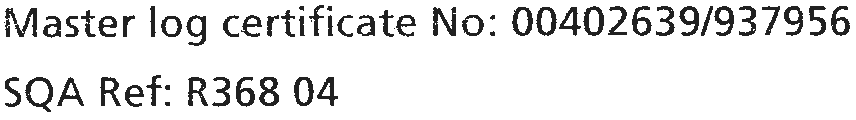 Master log certificate No: 00402639/937956
SQA Ref: R368 04